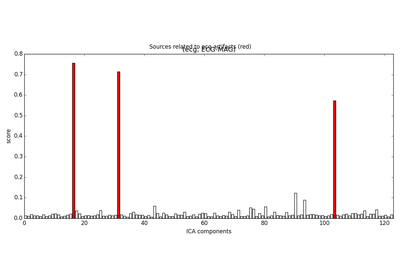 Sources related to ecg artifacts (red)
(ecg, ECG-MAG)
0.8
0.7
0.6
0.5
0.4
0.3
0.2
0.1
0.0
score
0 20 40 60 80 100 120
ICA components